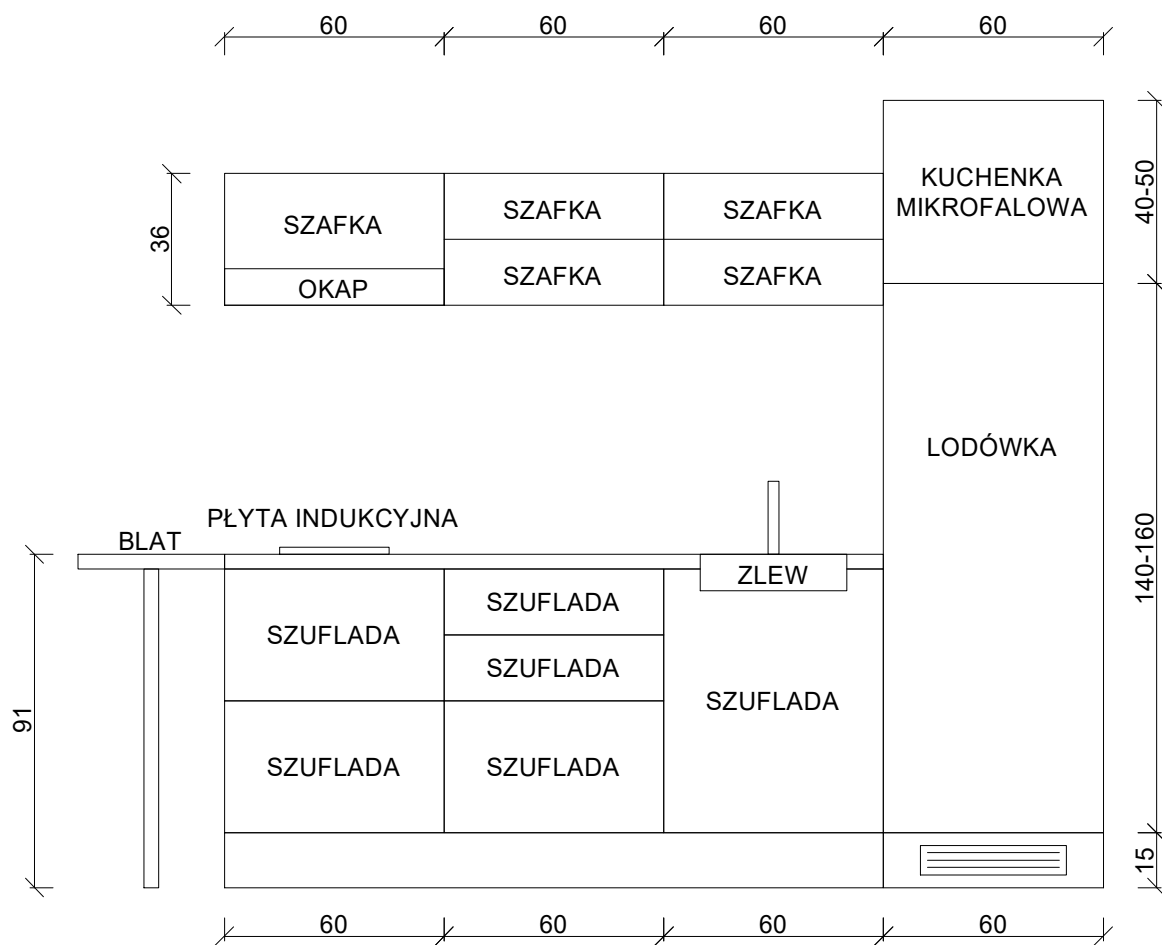 60
60
60
60
KUCHENKA
MIKROFALOWA
40-50
36
SZAFKA
SZAFKA
SZAFKA
OKAP
SZAFKA
SZAFKA
LODÓWKA
140-160
PŁYTA INDUKCYJNA
BLAT
ZLEW
91
SZUFLADA
SZUFLADA
SZUFLADA
SZUFLADA
SZUFLADA
SZUFLADA
15
60
60
60
60